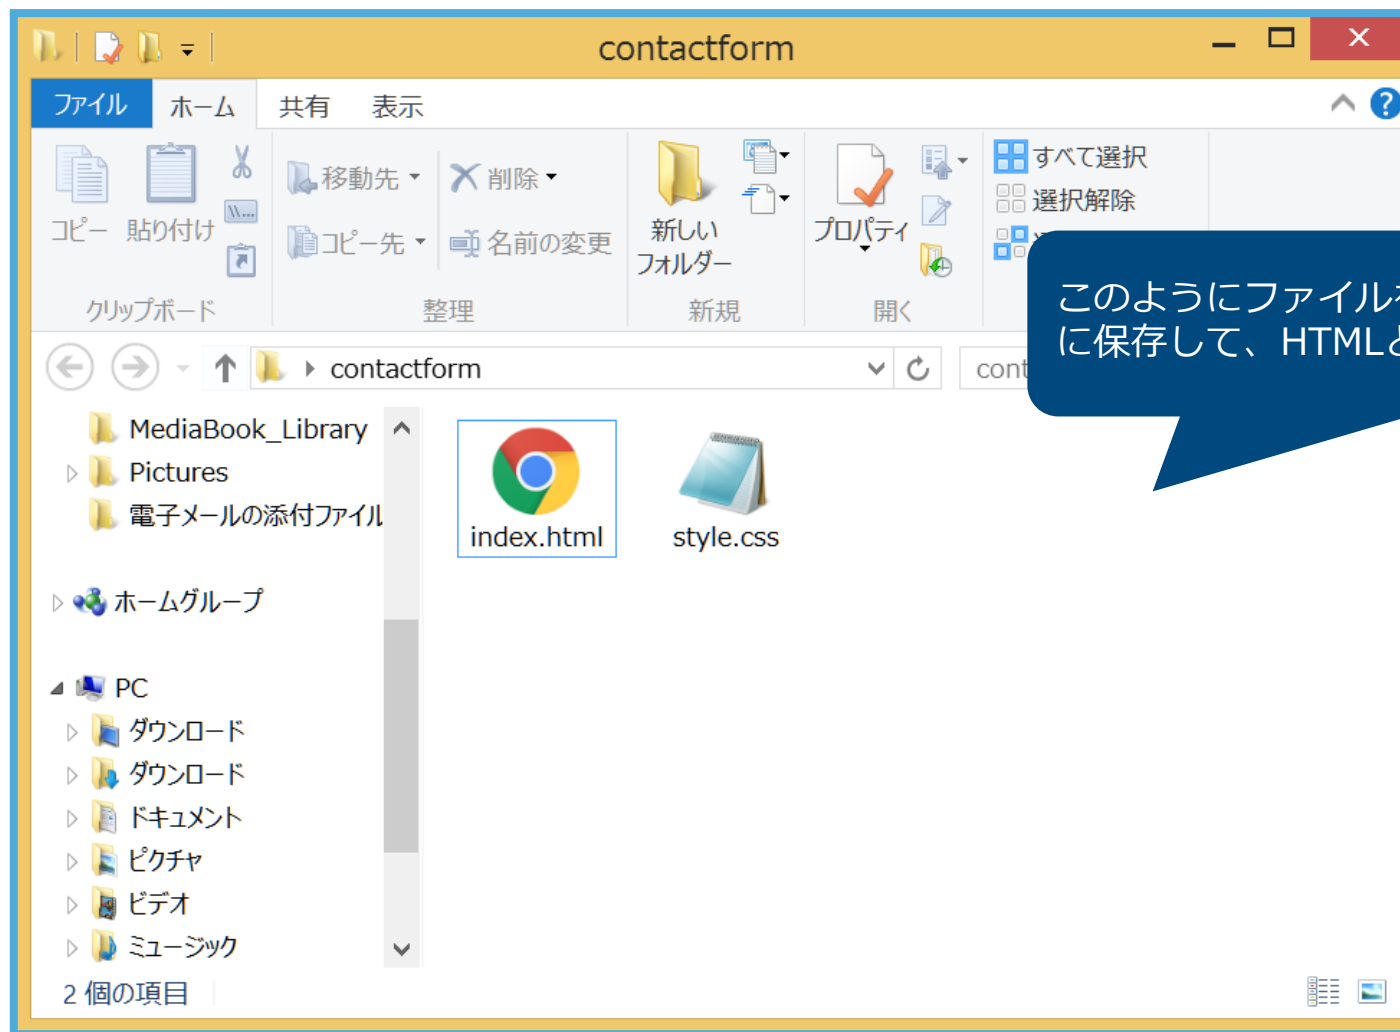 contactform
ファイル ホーム 共有 表示
コピー 貼り付け
移動先
コピー先
削除
名前の変更
新しい
フォルダー
プロパティ
すべて選択
選択解除
クリップボード 整理 新規 開く
このようにファイル
に保存して、HTML
contactform
cont
MediaBook_Library
Pictures
電子メールの添付ファイル
ホームグループ
PC
ダウンロード
ダウンロード
ドキュメント
ピクチャ
ビデオ
ミュージック
index.html
style.css
2 個の項目